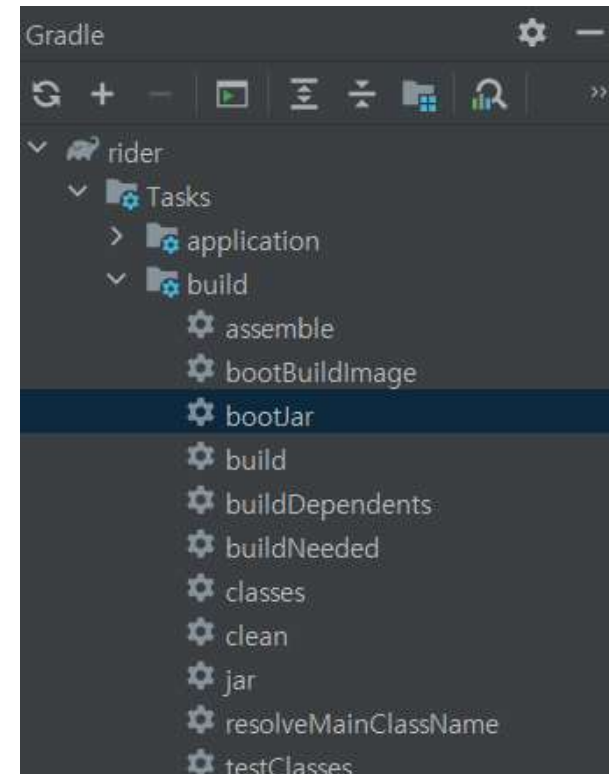 Gradle
rider
Tasks
application
build
assemble
bootBuildImage
bootJar
build
buildDependents
buildNeeded
classes
clean
jar
resolveMainClassName
testClasses